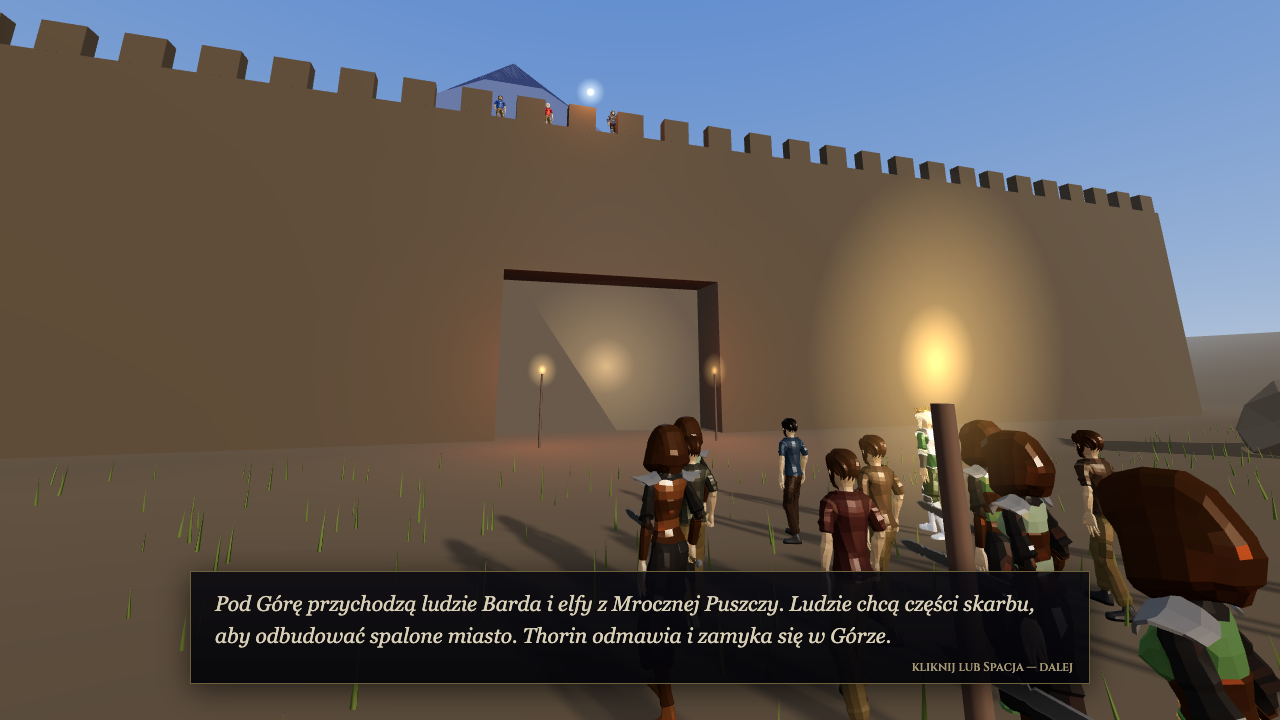 Pod Górę przychodzą ludzie Barda i elfy z Mrocznej Puszczy. Ludzie chcą części skarbu,
aby odbudować spalone miasto. Thorin odmawia i zamyka się w Górze.
KLIKNIJ LUB SPACJA — DALEJ